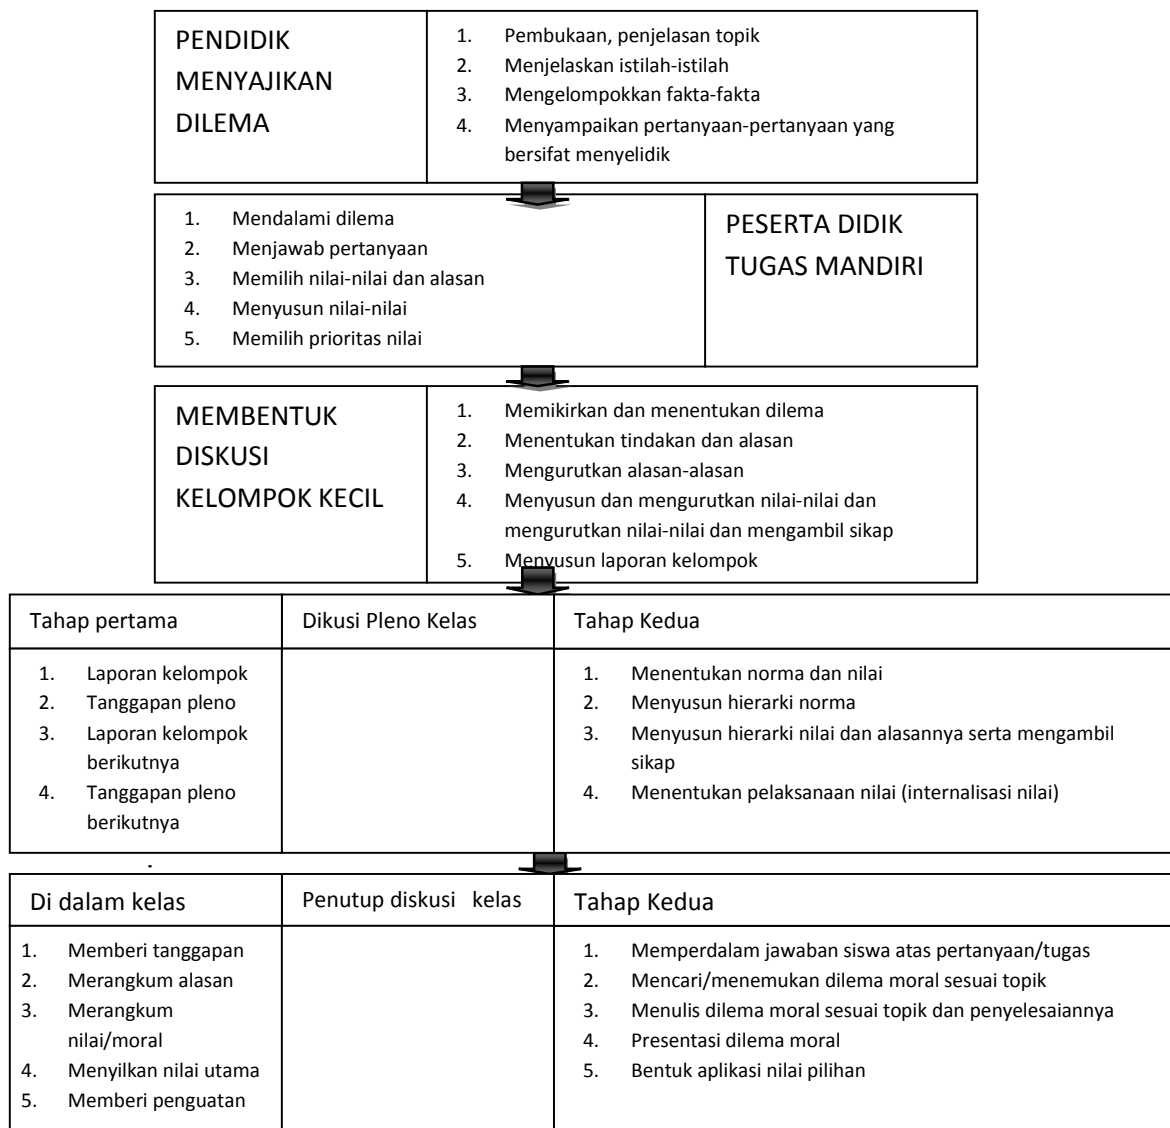 PENDIDIK
MENYAJIKAN
DILEMA
1. Pembukaan, penjelasan topik
2. Menjelaskan istilah-istilah
3. Mengelompokkan fakta-fakta
4. Menyampaikan pertanyaan-pertanyaan yang
bersifat menyelidik
1. Mendalami dilema
2. Menjawab pertanyaan
3. Memilih nilai-nilai dan alasan
4. Menyusun nilai-nilai
5. Memilih prioritas nilai
PESERTA DIDIK
TUGAS MANDIRI
MEMBENTUK
DISKUSI
KELOMPOK KECIL
1. Memikirkan dan menentukan dilema
2. Menentukan tindakan dan alasan
3. Mengurutkan alasan-alasan
4. Menyusun dan mengurutkan nilai-nilai dan
mengurutkan nilai-nilai dan mengambil sikap
5. Menyusun laporan kelompok
Tahap pertama
1. Laporan kelompok
2. Tanggapan pleno
3. Laporan kelompok
berikutnya
4. Tanggapan pleno
berikutnya
Dikusi Pleno Kelas
Tahap Kedua
1. Menentukan norma dan nilai
2. Menyusun hierarki norma
3. Menyusun hierarki nilai dan alasannya serta mengambil
sikap
4. Menentukan pelaksanaan nilai (internalisasi nilai)
Di dalam kelas
1. Memberi tanggapan
2. Merangkum alasan
3. Merangkum
nilai/moral
4. Menyilkan nilai utama
5. Memberi penguatan
Penutup diskusi kelas
Tahap Kedua
1. Memperdalam jawaban siswa atas pertanyaan/tugas
2. Mencari/menemukan dilema moral sesuai topik
3. Menulis dilema moral sesuai topik dan penyelesaiannya
4. Presentasi dilema moral
5. Bentuk aplikasi nilai pilihan